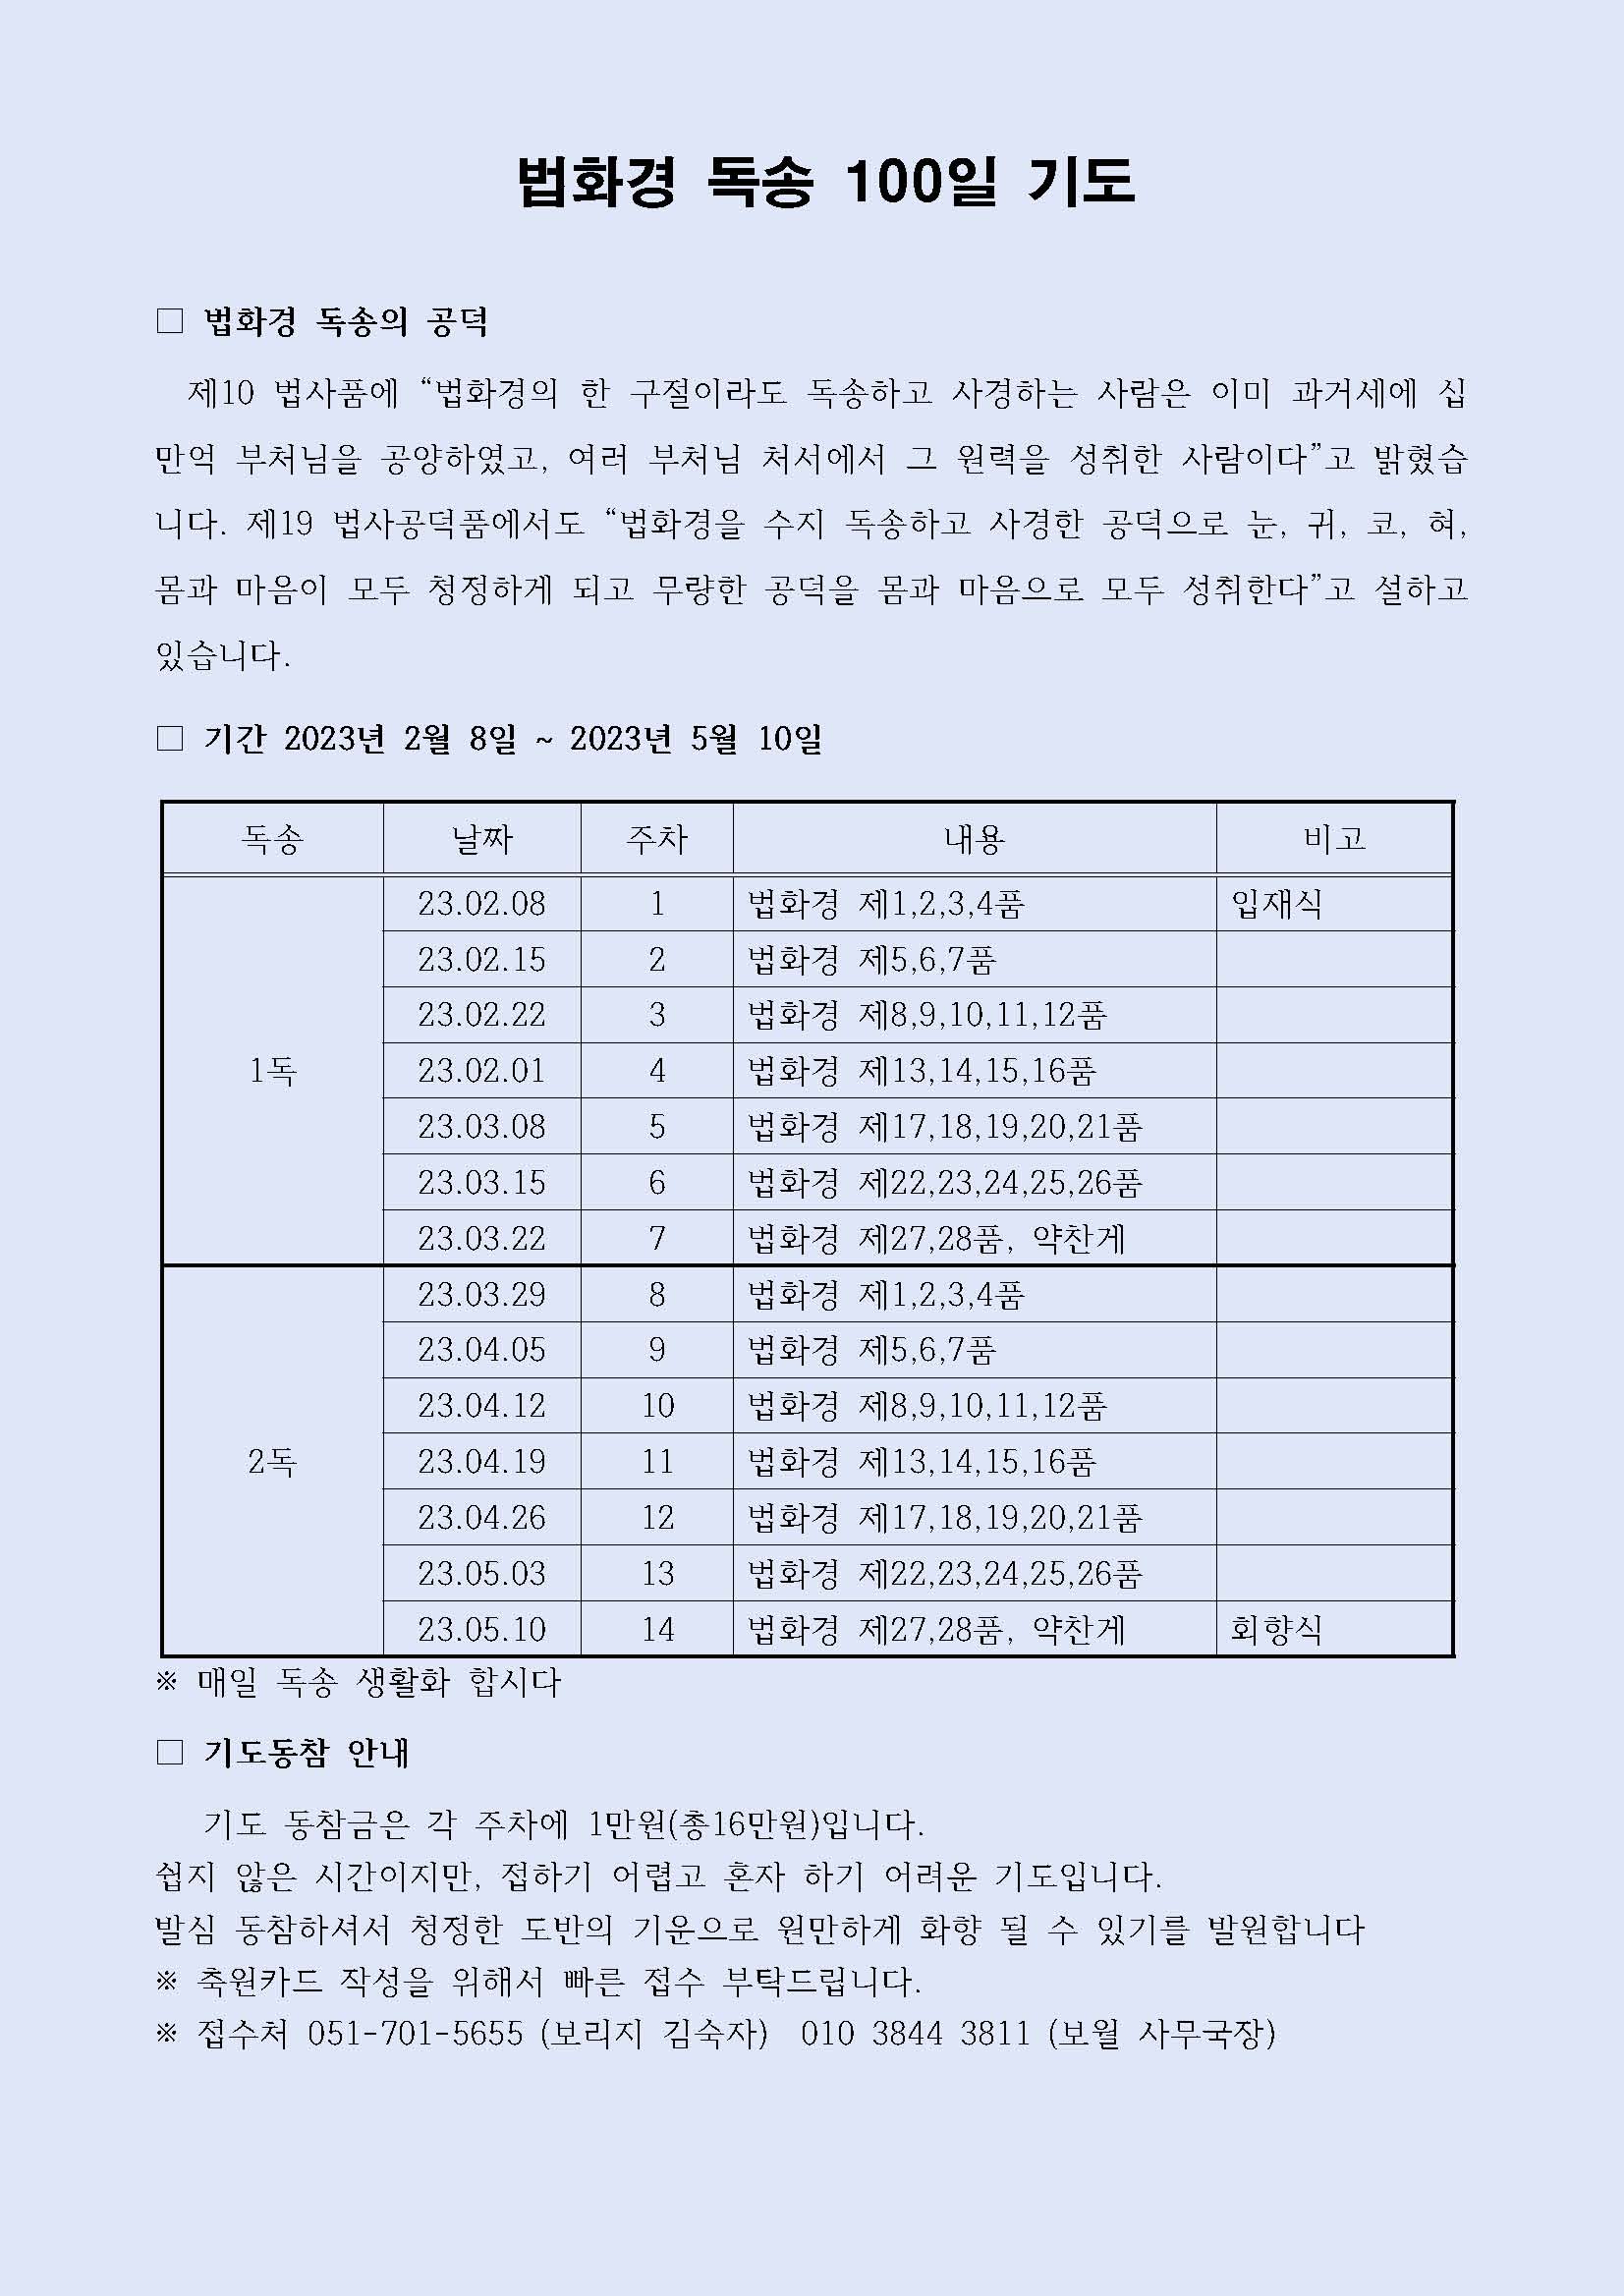 법화경 독송 100일 기도
□ 법화경 독송의 공덕
제10 법사품에 “법화경의 한 구절이라도 독송하고 사경하는 사람은 이미 과거세에 십
만억 부처님을 공양하였고, 여러 부처님 처서에서 그 원력을 성취한 사람이다”고 밝혔습
니다. 제19 법사공덕품에서도 “법화경을 수지 독송하고 사경한 공덕으로 눈, 귀, 코, 혀,
몸과 마음이 모두 청정하게 되고 무량한 공덕을 몸과 마음으로 모두 성취한다”고 설하고
있습니다.
□ 기간 2023년 2월 8일 ~ 2023년 5월 10일
독송 날짜 주차 내용 비고
23.02.08 1 법화경 제1,2,3,4품 입재식
23.02.15 2 법화경 제5,6,7품
23.02.22 3 법화경 제8,9,10,11,12품
1독 23.02.01 4 법화경 제13,14,15,16품
23.03.08 5 법화경 제17,18,19,20,21품
23.03.15 6 법화경 제22,23,24,25,26품
23.03.22 7 법화경 제27,28품, 약찬게
23.03.29 8 법화경 제1,2,3,4품
23.04.05 9 법화경 제5,6,7품
23.04.12 10 법화경 제8,9,10,11,12품
2독 23.04.19 11 법화경 제13,14,15,16품
23.04.26 12 법화경 제17,18,19,20,21품
23.05.03 13 법화경 제22,23,24,25,26품
23.05.10 14 법화경 제27,28품, 약찬게 회향식
※ 매일 독송 생활화 합시다
□ 기도동참 안내
기도 동참금은 각 주차에 1만원(총16만원)입니다.
쉽지 않은 시간이지만, 접하기 어렵고 혼자 하기 어려운 기도입니다.
발심 동참하셔서 청정한 도반의 기운으로 원만하게 화향 될 수 있기를 발원합니다
※ 축원카드 작성을 위해서 빠른 접수 부탁드립니다.
※ 접수처 051-701-5655 (보리지 김숙자) 010 3844 3811 (보월 사무국장)